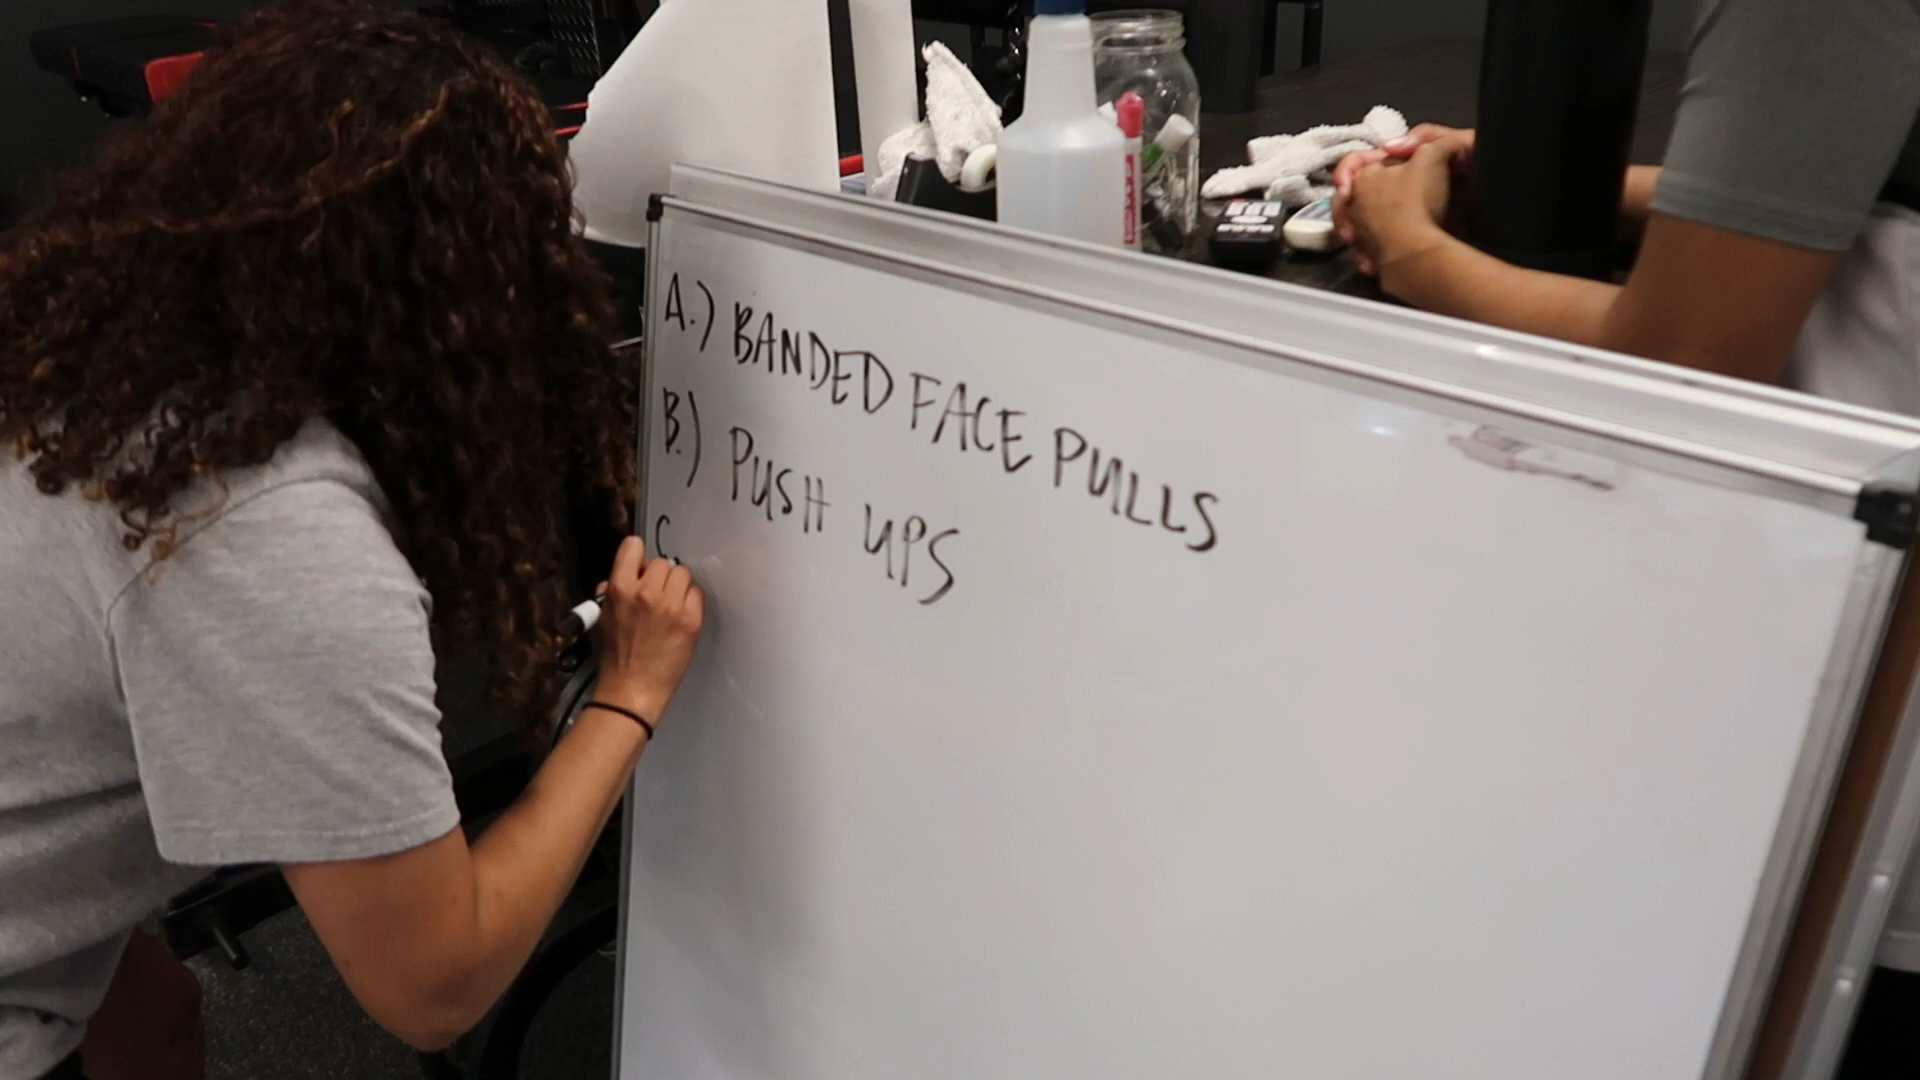 A.) BANDED FACE PULLS
B.) PUSH UPS
C.